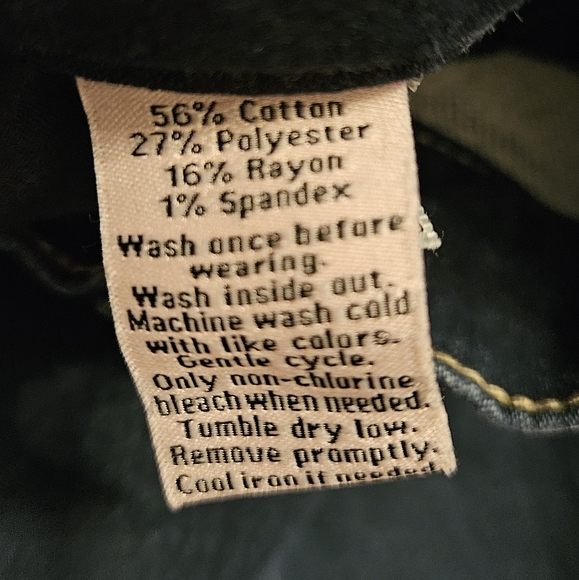 56% Cotton
27% Polyester
16% Rayon
1% Spandex
Wash once before
wearing.
Wash inside out.
Machine wash cold
with like colors.
Gentle cycle.
Only non-chlorine
bleach when needed.
Tumble dry low.
Remove promptly.
Cool iron if needed.